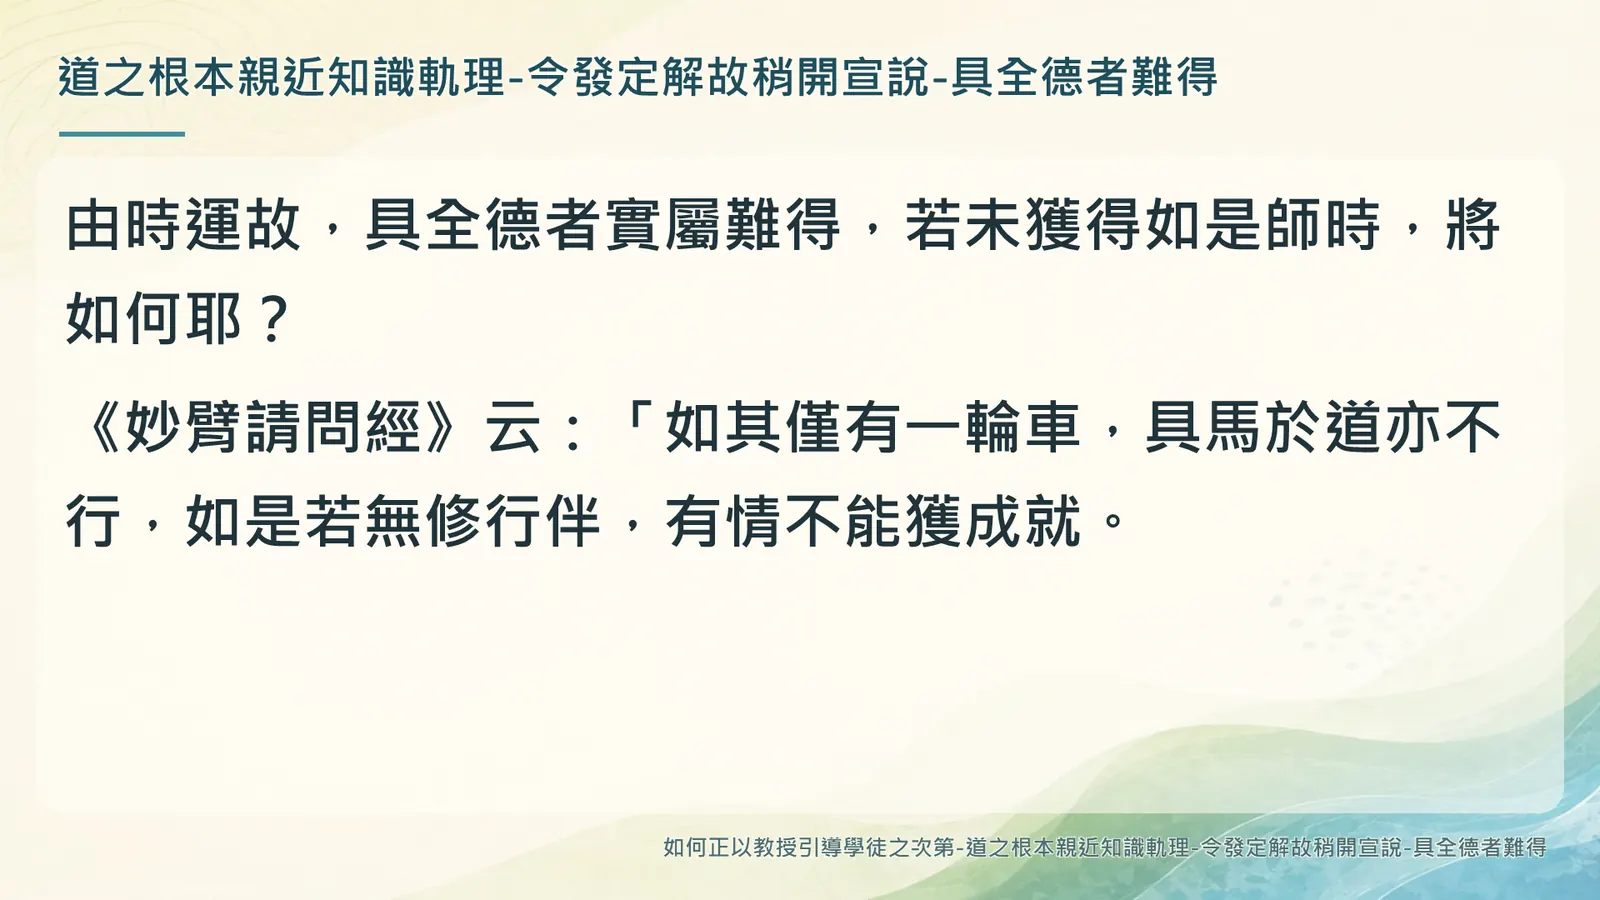 道之根本親近知識軌理-令發定解故稍開宣說-具全德者難得
由時運故，具全德者實屬難得，若未獲得如是師時，將
如何耶？
《妙臂請問經》云：「如其僅有一輪車，具馬於道亦不
行，如是若無修行伴，有情不能獲成就。
如何正以教授引導學徒之次第-道之根本親近知識軌理-令發定解故稍開宣說-具全德者難得